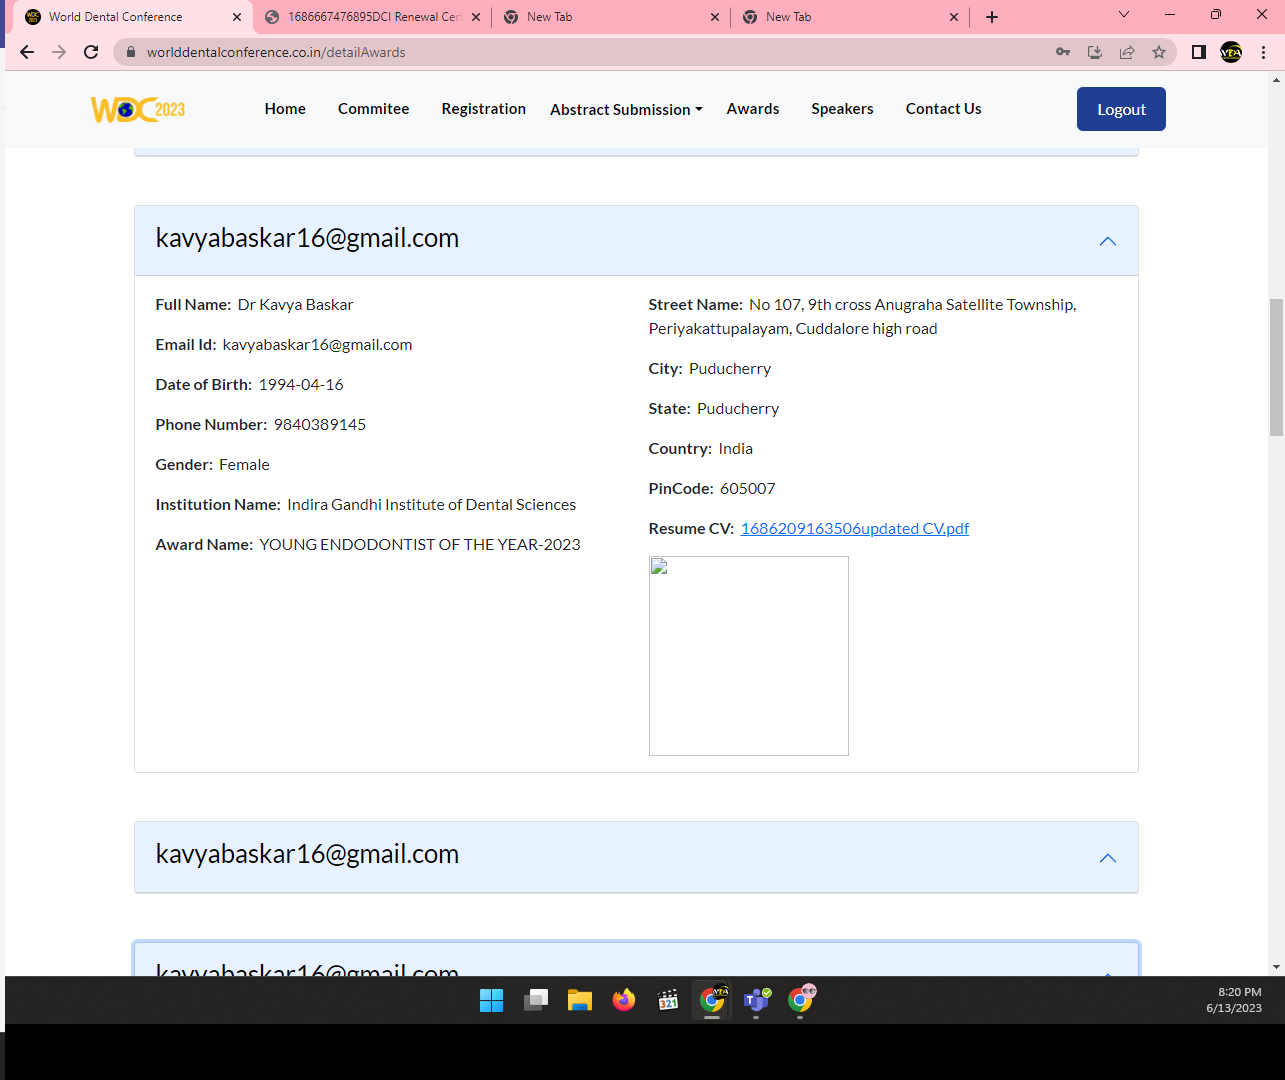 World Dental Conference
1686667476895DCI Renewal Cer
New Tab
New Tab
worlddentalconference.co.in/detailAwards
WDC 2023
Home
Commitee
Registration
Abstract Submission
Awards
Speakers
Contact Us
Logout
kavyabaskar16@gmail.com
Full Name: Dr Kavya Baskar
Email Id: kavyabaskar16@gmail.com
Date of Birth: 1994-04-16
Phone Number: 9840389145
Gender: Female
Institution Name: Indira Gandhi Institute of Dental Sciences
Award Name: YOUNG ENDODONTIST OF THE YEAR-2023
Street Name: No 107, 9th cross Anugraha Satellite Township,
Periyakattupalayam, Cuddalore high road
City: Puducherry
State: Puducherry
Country: India
PinCode: 605007
Resume CV: 1686209163506updated CV.pdf
kavyabaskar16@gmail.com
kavyabaskar16@gmail.com
321
8:20 PM
6/13/2023